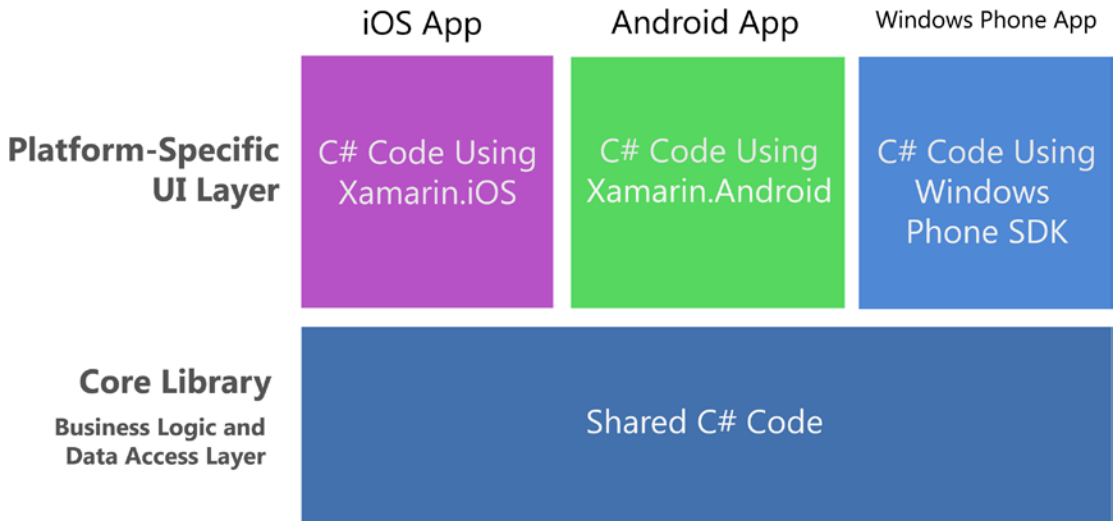 iOS App
Android App
Windows Phone App
Platform-Specific
UI Layer
C# Code Using
Xamarin.iOS
C# Code Using
Xamarin.Android
C# Code Using
Windows
Phone SDK
Core Library
Business Logic and
Data Access Layer
Shared C# Code